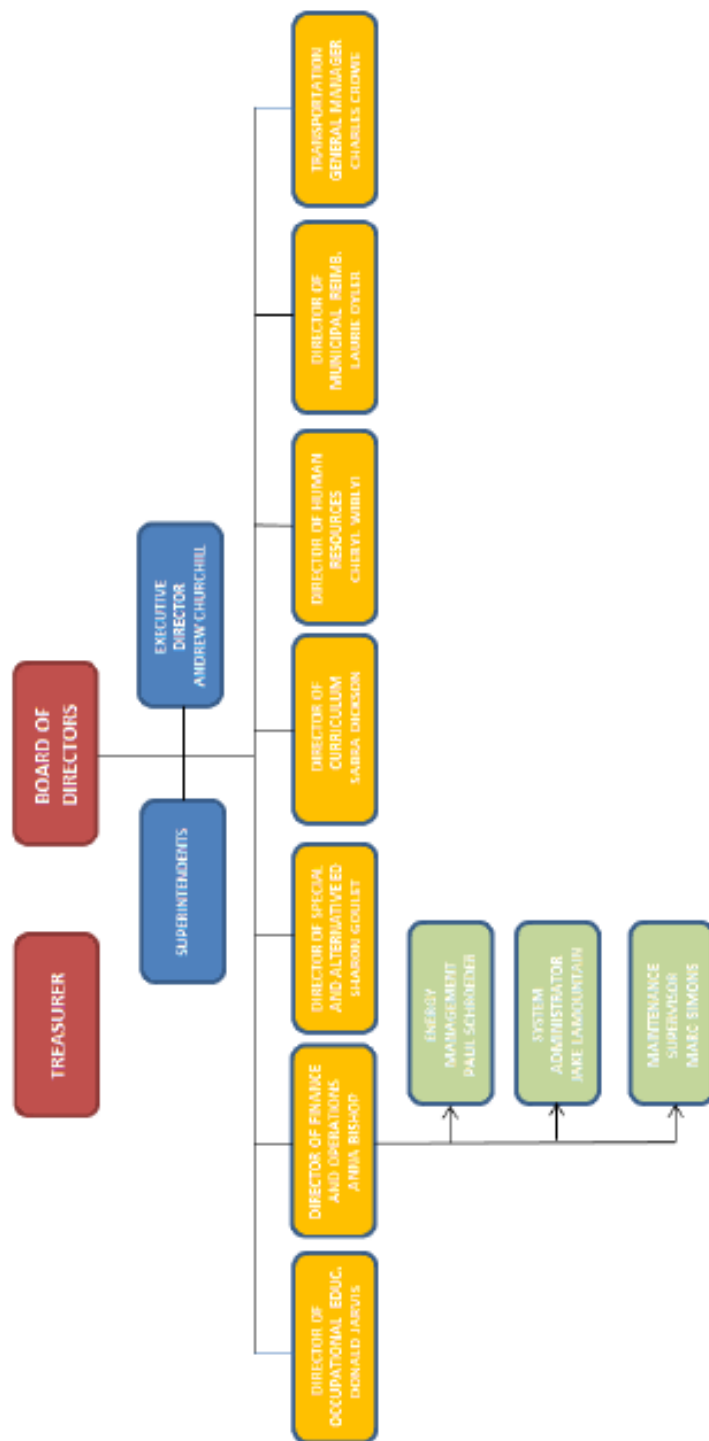 TREASURER
BOARD OF
DIRECTORS
SUPERINTENDENTS
EXECUTIVE
DIRECTOR
ANDREW CHURCHILL
DIRECTOR OF
OCCUPATIONAL EDUC.
DONALD JARVIS
DIRECTOR OF FINANCE
AND OPERATIONS
ANNA BISHOP
DIRECTOR OF SPECIAL
AND ALTERNATIVE ED
SHARON GOULET
DIRECTOR OF
CURRICULUM
SABRA DICKSON
DIRECTOR OF HUMAN
RESOURCES
CHERYL
DIRECTOR OF
MUNICIPAL REIMB.
LAURIE
TRANSPORTATION
GENERAL MANAGER
CHARLES CROWE
ENERGY
MANAGEMENT
PAUL SCHROEDER
SYSTEM
ADMINISTRATOR
JAKE LAMOUNTAIN
MAINTENANCE
SUPERVISOR
MARC SIMONS